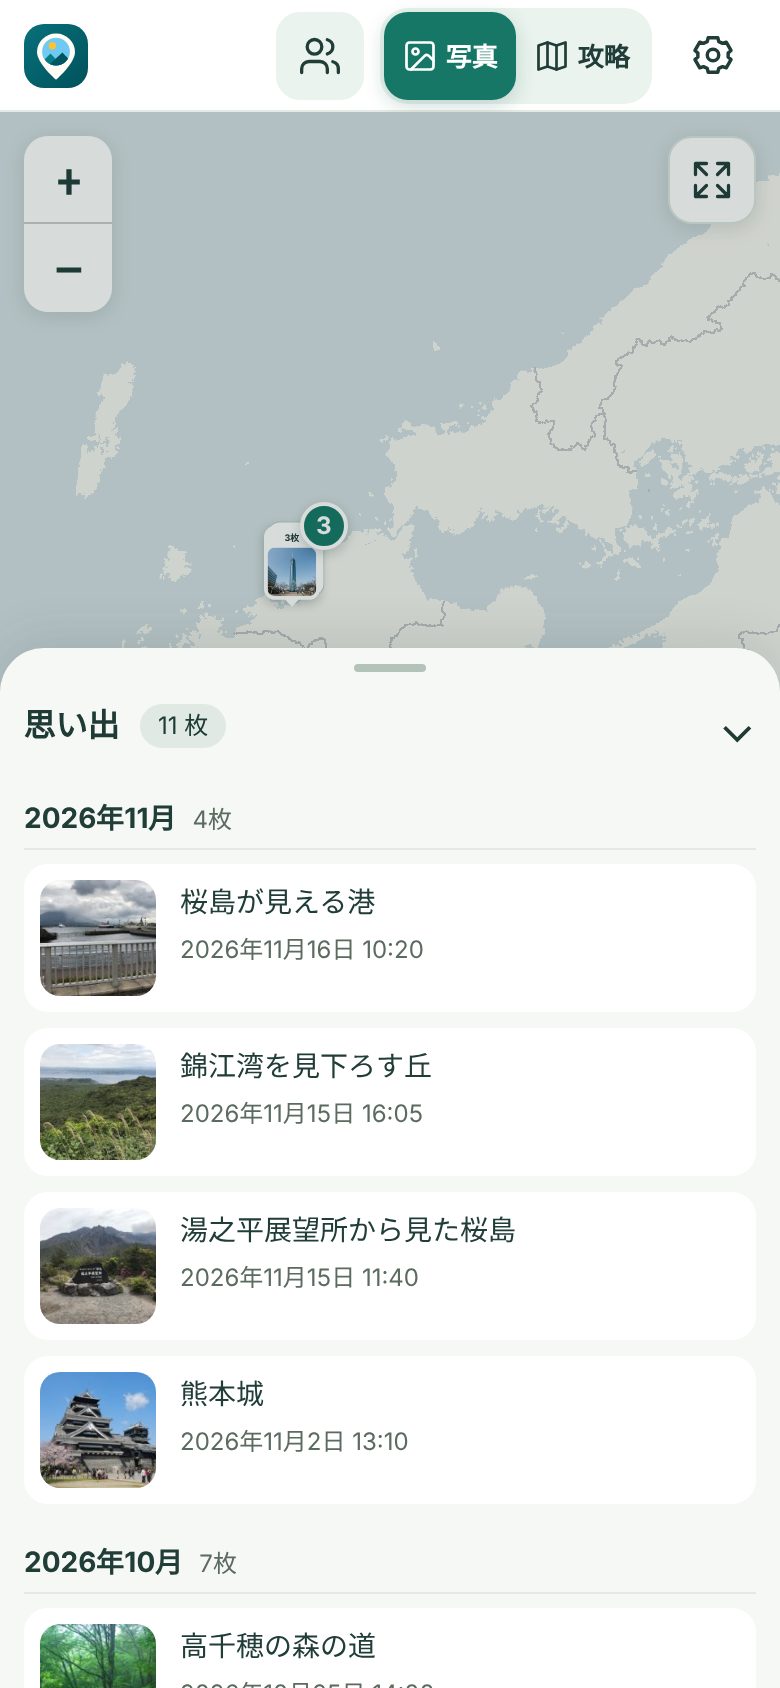 写真
攻略
+
−
3
3枚
思い出
11 枚
2026年11月 4枚
桜島が見える港
2026年11月16日 10:20
錦江湾を見下ろす丘
2026年11月15日 16:05
湯之平展望所から見た桜島
2026年11月15日 11:40
熊本城
2026年11月2日 13:10
2026年10月 7枚
高千穂の森の道